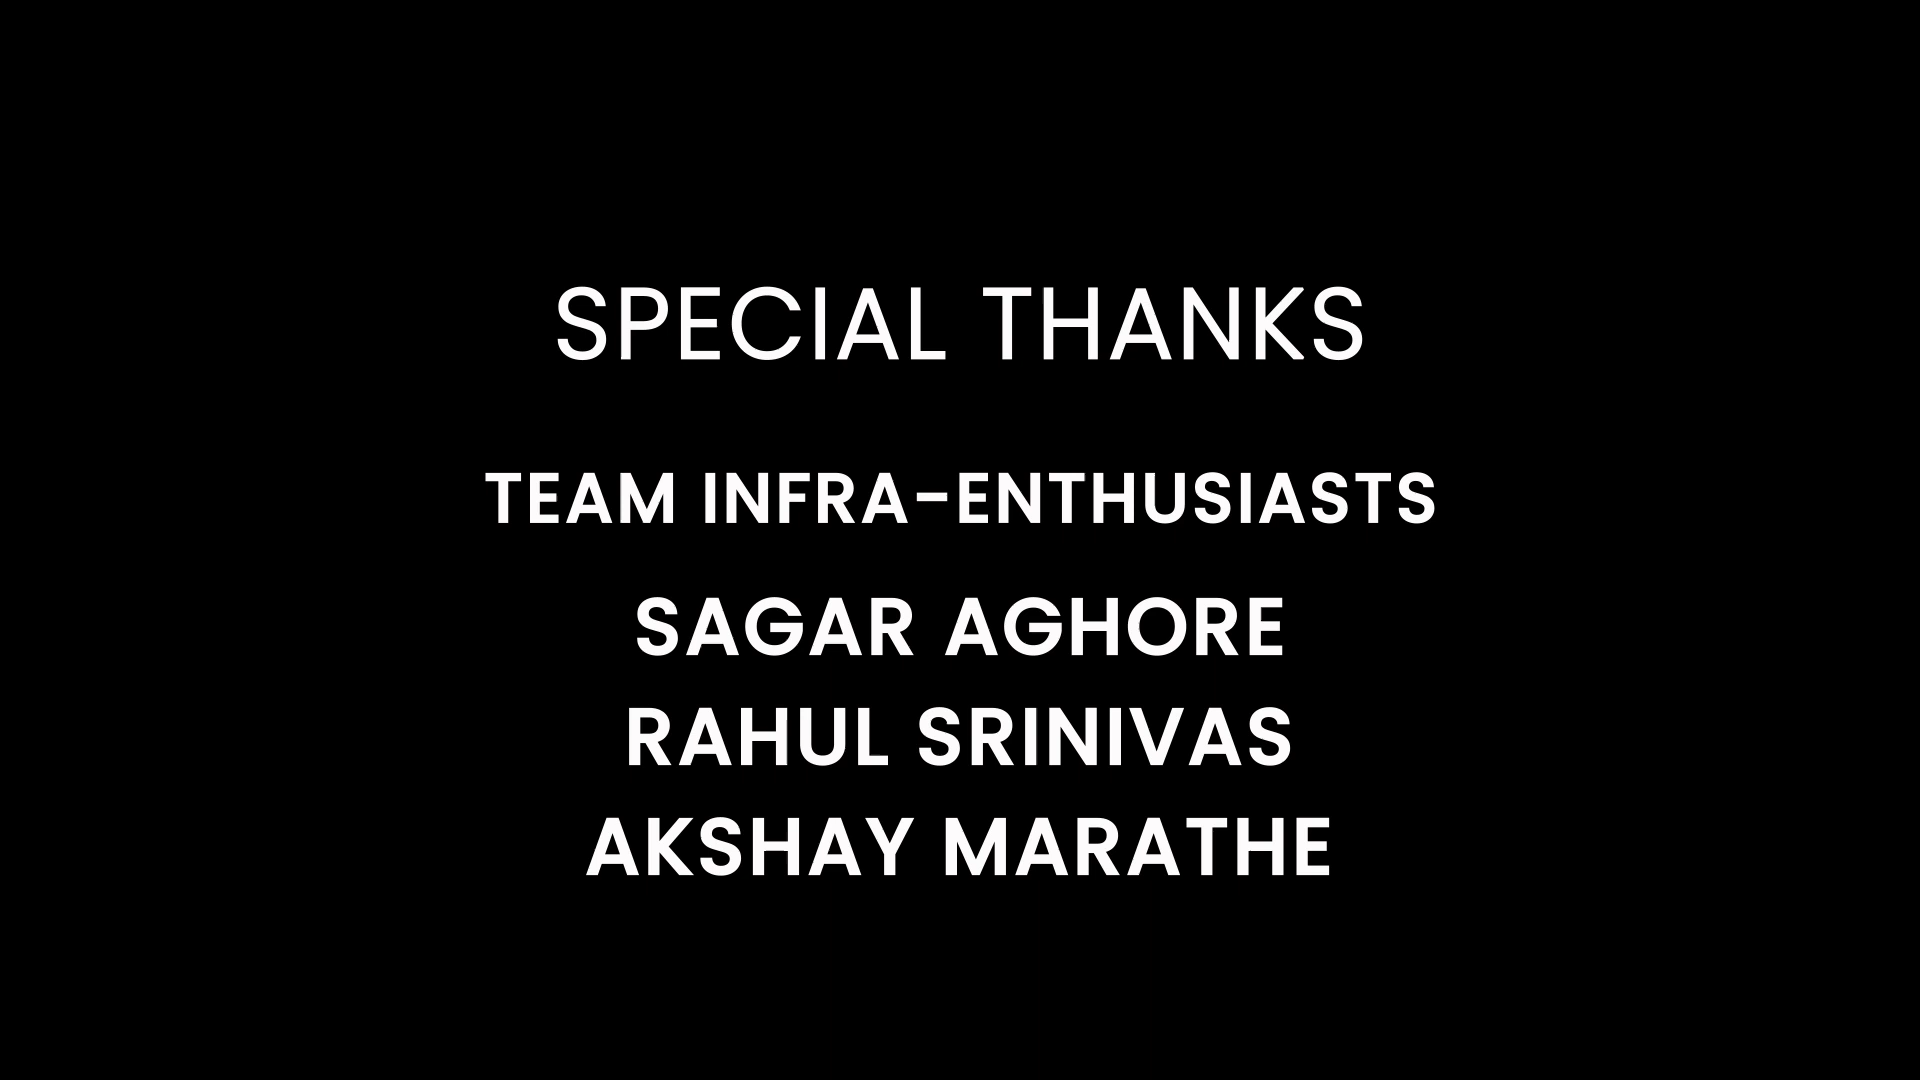 SPECIAL THANKS
TEAM INFRA-ENTHUSIASTS
SAGAR AGHORE
RAHUL SRINIVAS
AKSHAY MARATHE